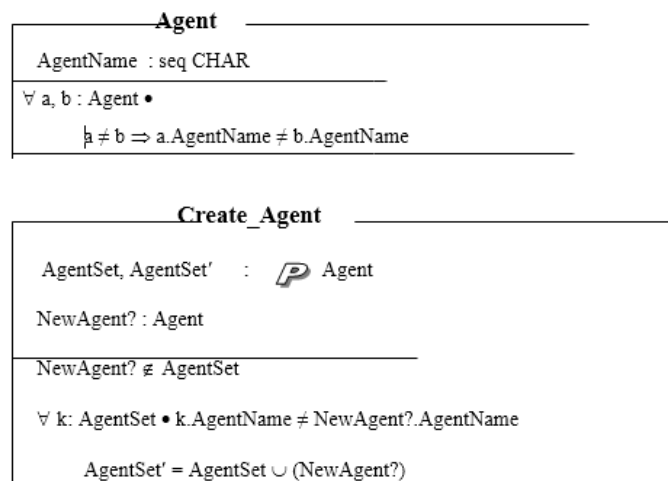 Agent
AgentName : seq CHAR
∀ a, b : Agent •
a ≠ b ⇒ a.AgentName ≠ b.AgentName
Create_Agent
AgentSet, AgentSet′ : P Agent
NewAgent? : Agent
NewAgent? ∉ AgentSet
∀ k: AgentSet • k.AgentName ≠ NewAgent?.AgentName
AgentSet′ = AgentSet ∪ (NewAgent?)